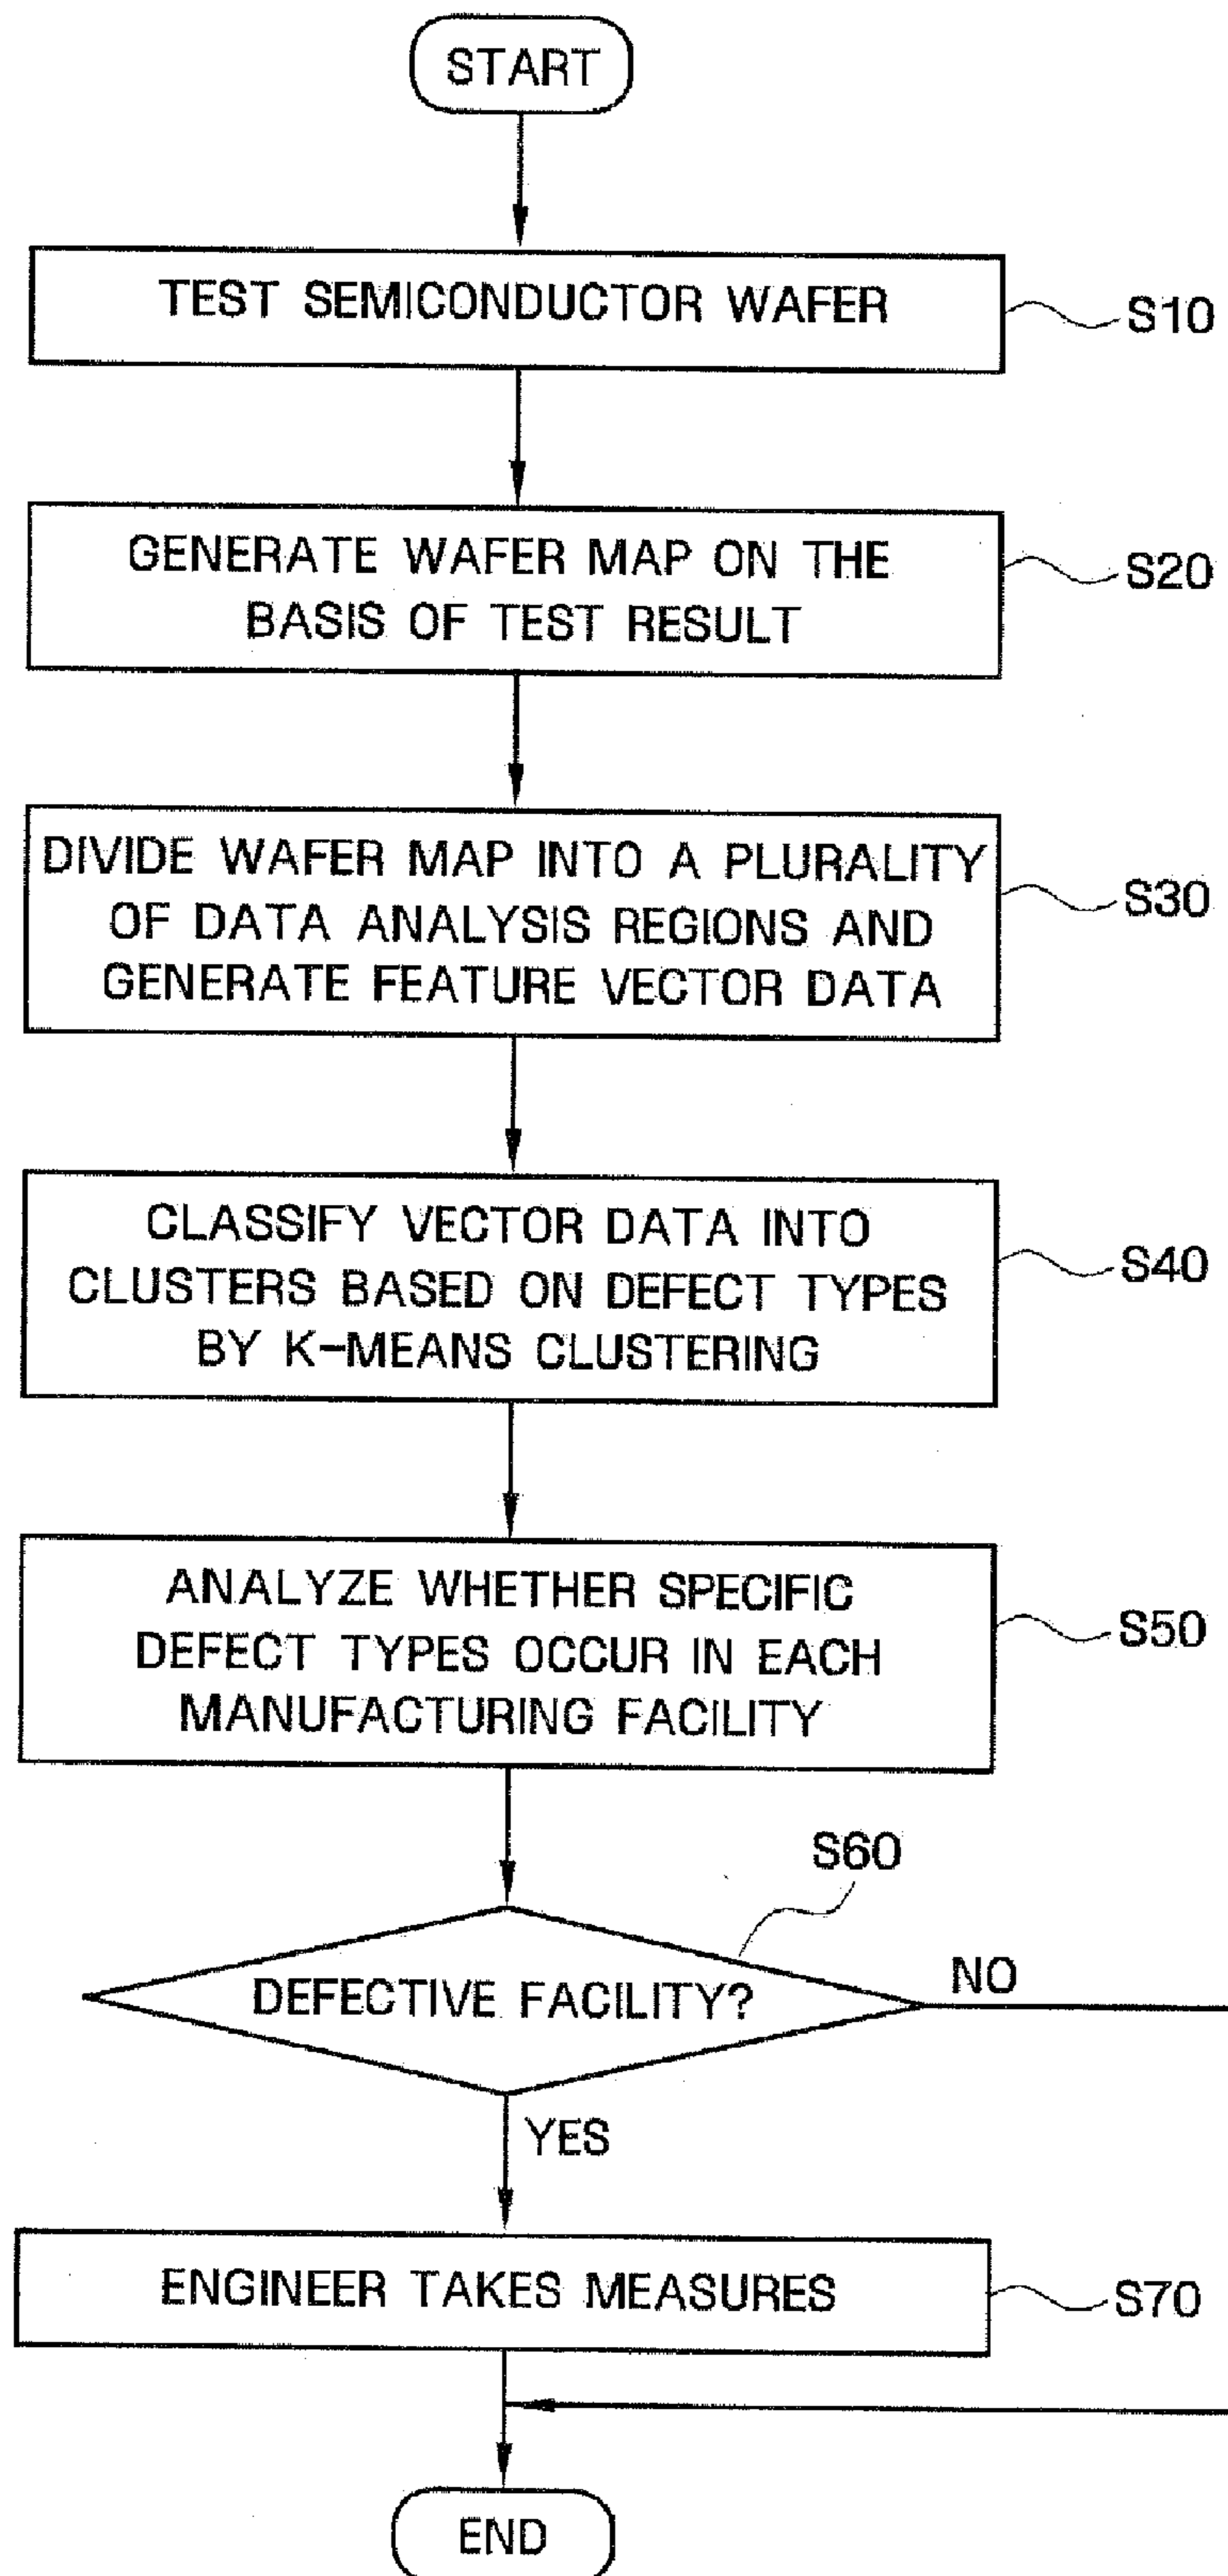 START
TEST SEMICONDUCTOR WAFER
S10
GENERATE WAFER MAP ON THE
BASIS OF TEST RESULT
S20
DIVIDE WAFER MAP INTO A PLURALITY
OF DATA ANALYSIS REGIONS AND
GENERATE FEATURE VECTOR DATA
S30
CLASSIFY VECTOR DATA INTO
CLUSTERS BASED ON DEFECT TYPES
BY K-MEANS CLUSTERING
S40
ANALYZE WHETHER SPECIFIC
DEFECT TYPES OCCUR IN EACH
MANUFACTURING FACILITY
S50
S60
DEFECTIVE FACILITY?
NO
YES
ENGINEER TAKES MEASURES
S70
END